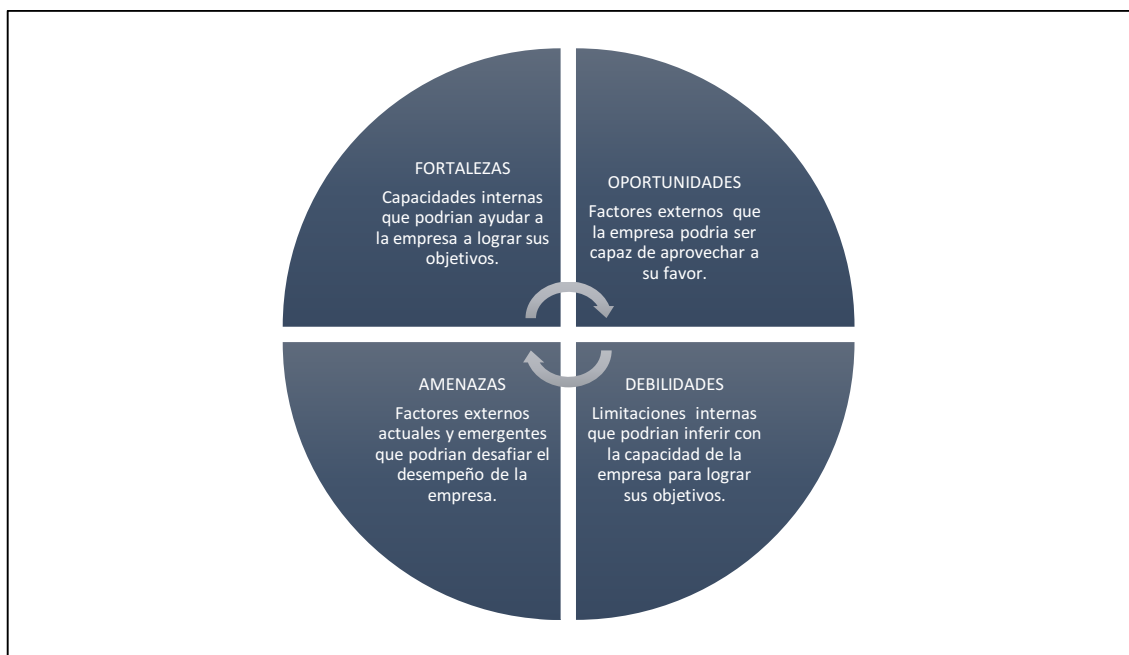 FORTALEZAS
Capacidades internas
que podrian ayudar a
la empresa a lograr sus
objetivos.
OPORTUNIDADES
Factores externos que
la empresa podria ser
capaz de aprovechar a
su favor.
AMENAZAS
Factores externos
actuales y emergentes
que podrian desafiar el
desempeño de la
empresa.
DEBILIDADES
Limitaciones internas
que podrian inferir con
la capacidad de la
empresa para lograr
sus objetivos.